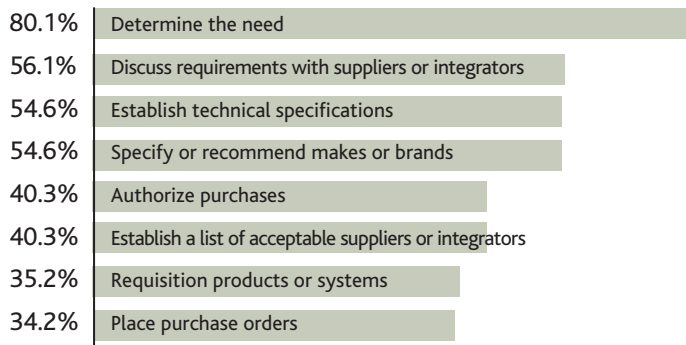 80.1% Determine the need
56.1% Discuss requirements with suppliers or integrators
54.6% Establish technical specifications
54.6% Specify or recommend makes or brands
40.3% Authorize purchases
40.3% Establish a list of acceptable suppliers or integrators
35.2% Requisition products or systems
34.2% Place purchase orders